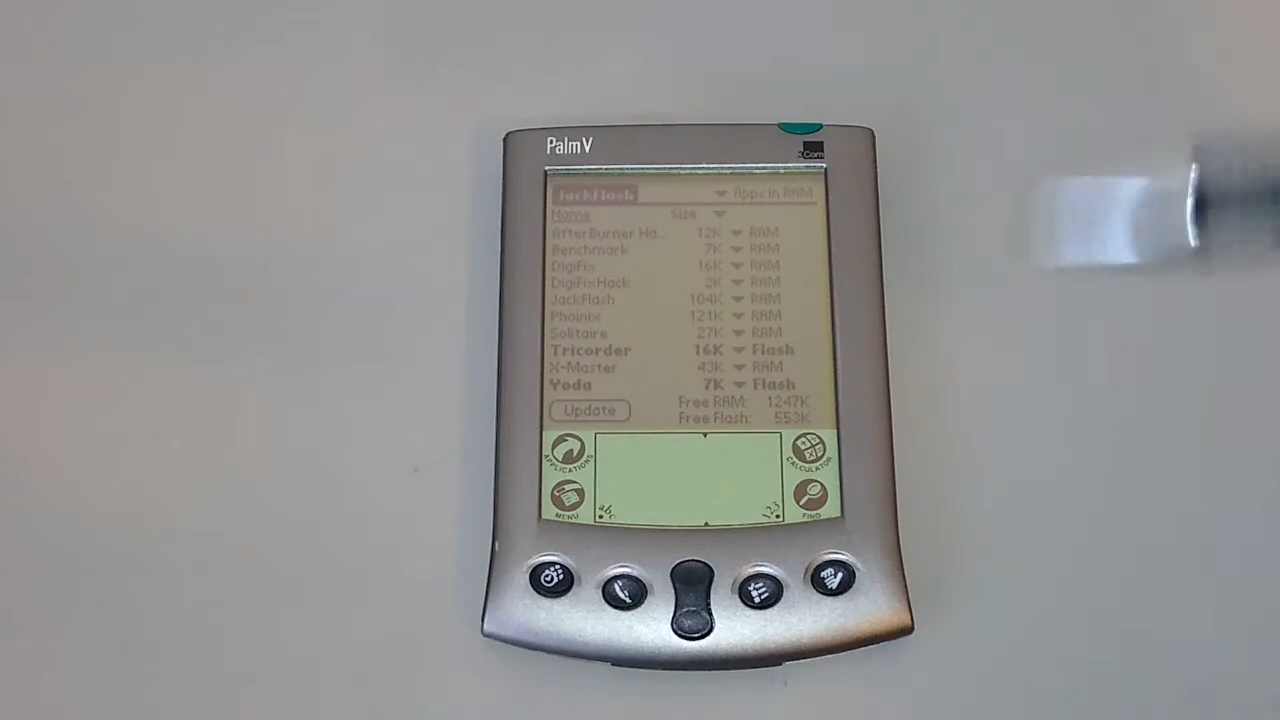 Palm V
3Com
JackFlash Apps in RAM
Name Size
AfterBurner Ha... 12K RAM
Benchmark 7K RAM
DigiFix 16K RAM
DigiFixHack 2K RAM
JackFlash 104K RAM
Phoinix 121K RAM
Solitaire 27K RAM
Tricorder 16K Flash
X-Master 43K RAM
Yoda 7K Flash
Free RAM: 1247K
Update Free Flash: 553K
APPLICATIONS CALCULATOR
MENU abc 123 FIND